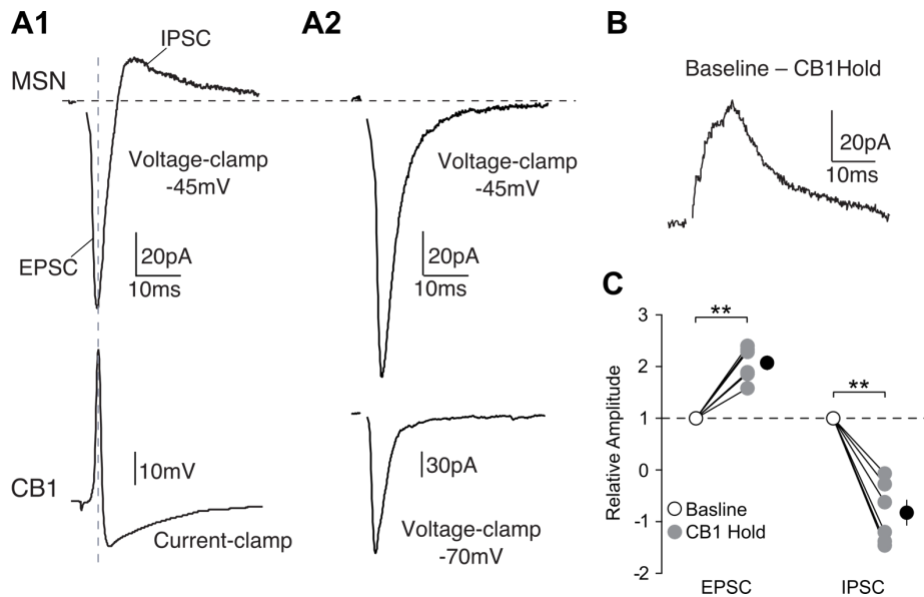 A1
IPSC
MSN
Voltage-clamp
-45mV
EPSC
20pA
10ms
10mV
CB1
Current-clamp
A2
Voltage-clamp
-45mV
20pA
10ms
30pA
Voltage-clamp
-70mV
B
Baseline – CB1Hold
20pA
10ms
C
Relative Amplitude
3
2
1
0
-1
-2
**
**
Basline
CB1 Hold
EPSC
IPSC